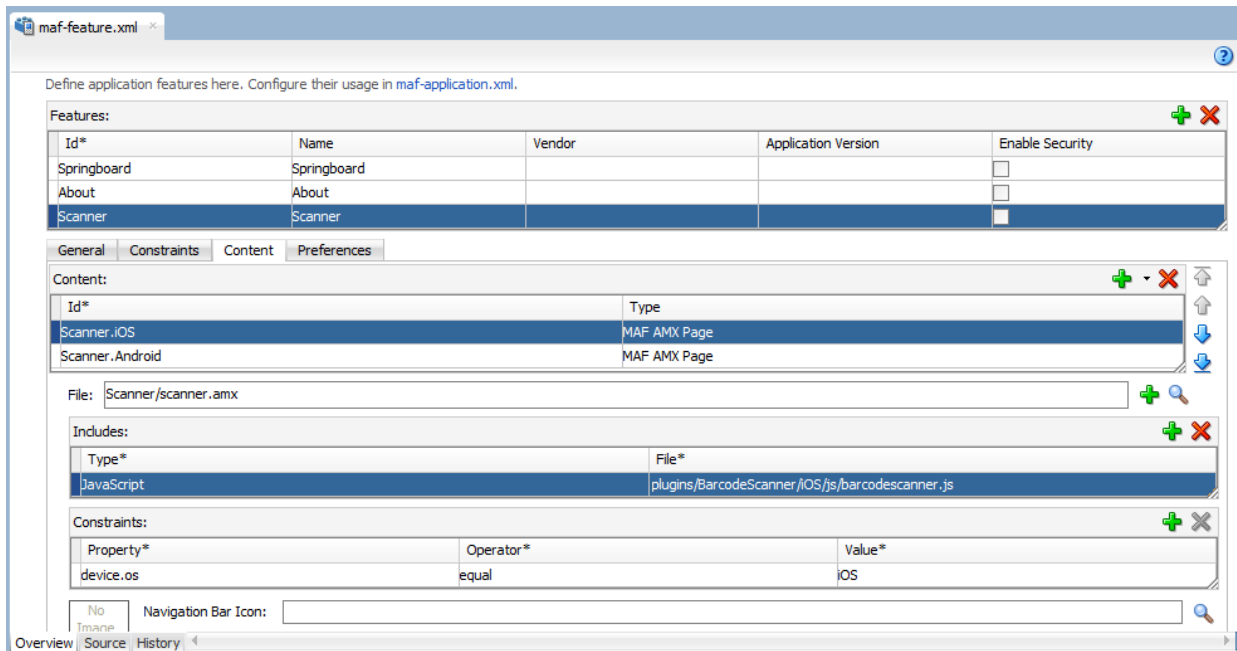 maf-feature.xml
Define application features here. Configure their usage in maf-application.xml.
Features:
Id* Name Vendor Application Version Enable Security
Springboard Springboard
About About
Scanner Scanner
General Constraints Content Preferences
Content:
Id* Type
Scanner.iOS MAF AMX Page
Scanner.Android MAF AMX Page
File: Scanner/scanner.amx
Includes:
Type* File*
JavaScript plugins/BarcodeScanner/iOS/js/barcodescanner.js
Constraints:
Property* Operator* Value*
device.os equal iOS
No
Image
Navigation Bar Icon:
Overview Source History